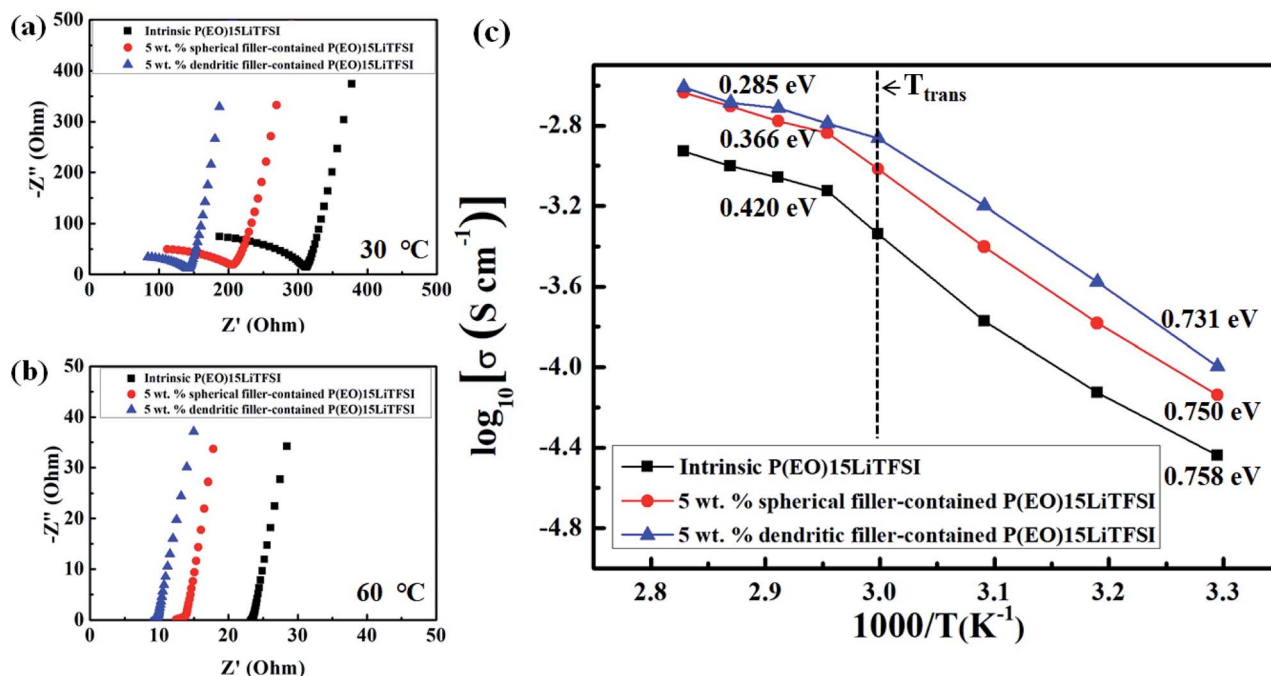 (a)
500
400
300
200
100
0
-Z'' (Ohm)
Intrinsic P(EO)15LiTFSI
5 wt. % spherical filler-contained P(EO)15LiTFSI
5 wt. % dendritic filler-contained P(EO)15LiTFSI
30 °C
0 100 200 300 400 500
Z' (Ohm)
(b)
50
40
30
20
10
0
-Z'' (Ohm)
Intrinsic P(EO)15LiTFSI
5 wt. % spherical filler-contained P(EO)15LiTFSI
5 wt. % dendritic filler-contained P(EO)15LiTFSI
60 °C
0 10 20 30 40 50
Z' (Ohm)
(c)
-2.8
-3.2
-3.6
-4.0
-4.4
-4.8
log10[σ (S cm-1)]
0.285 eV
0.366 eV
0.420 eV
Ttrans
0.731 eV
0.750 eV
0.758 eV
Intrinsic P(EO)15LiTFSI
5 wt. % spherical filler-contained P(EO)15LiTFSI
5 wt. % dendritic filler-contained P(EO)15LiTFSI
2.8 2.9 3.0 3.1 3.2 3.3
1000/T(K-1)